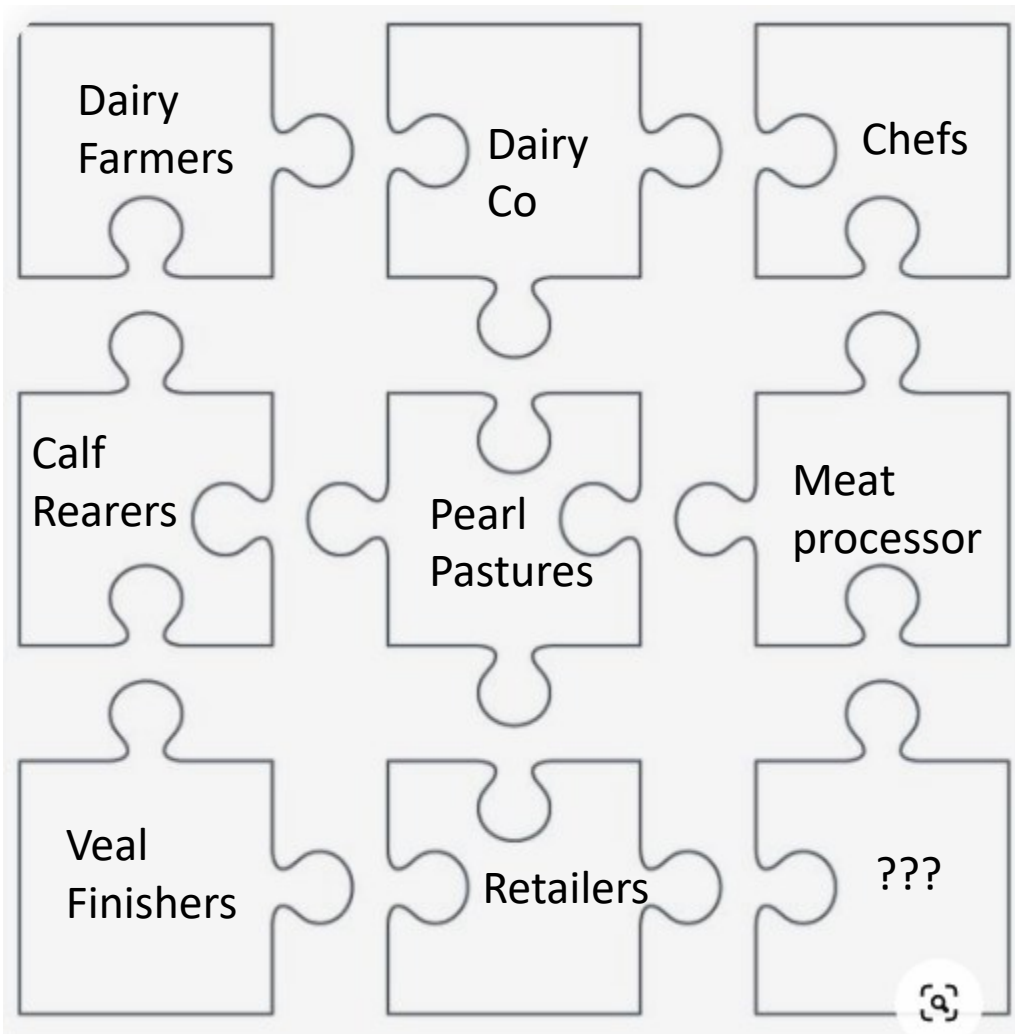 Dairy
Farmers
Dairy
Co
Chefs
Calf
Rearers
Pearl
Pastures
Meat
processor
Veal
Finishers
Retailers
???